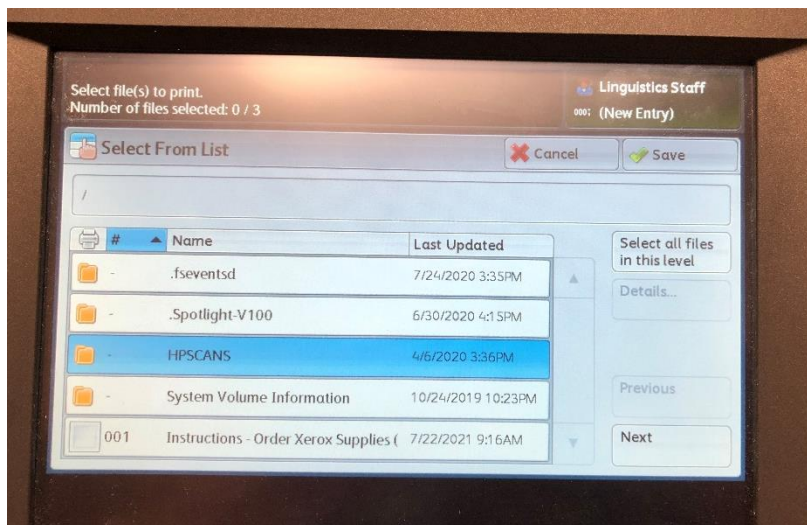 Select file(s) to print.
Number of files selected: 0 / 3
Linguistics Staff
000: (New Entry)
Select From List
Cancel
Save
/
# Name Last Updated
Select all files
in this level
- .fseventsd 7/24/2020 3:35PM
Details...
- .Spotlight-V100 6/30/2020 4:15PM
- HPSCANS 4/6/2020 3:36PM
- System Volume Information 10/24/2019 10:23PM
Previous
001 Instructions - Order Xerox Supplies ( 7/22/2021 9:16AM
Next